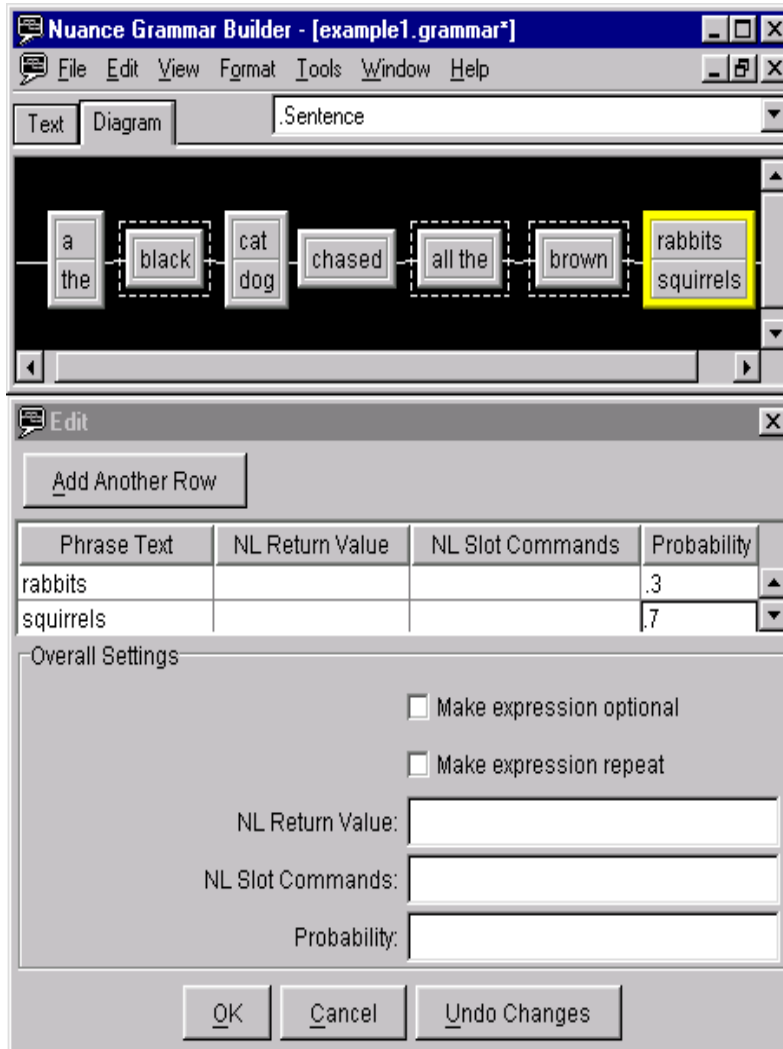 Nuance Grammar Builder - [example1.grammar*]
File Edit View Format Tools Window Help
Text Diagram .Sentence
a
the
black
cat
dog
chased
all the
brown
rabbits
squirrels
Edit
Add Another Row
Phrase Text NL Return Value NL Slot Commands Probability
rabbits .3
squirrels .7
Overall Settings
Make expression optional
Make expression repeat
NL Return Value:
NL Slot Commands:
Probability:
OK Cancel Undo Changes